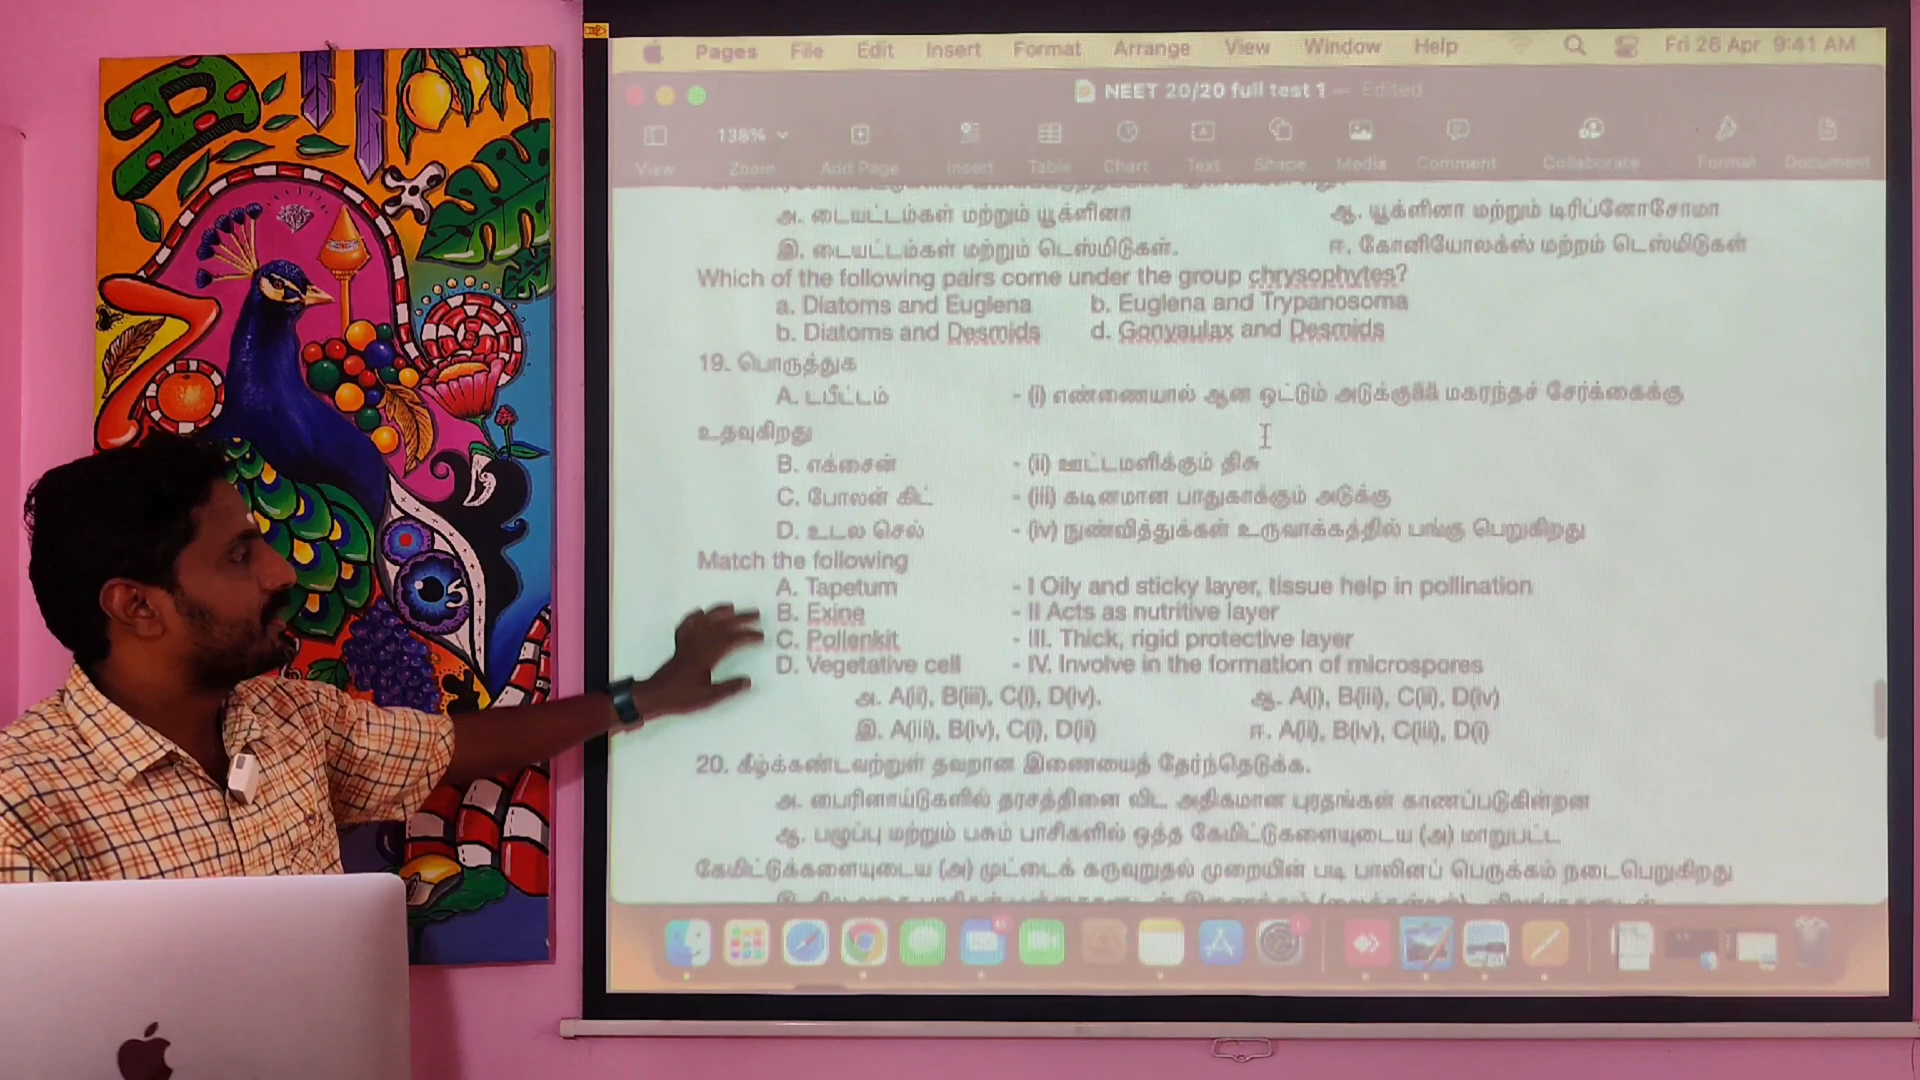 Pages File Edit Insert Format Arrange View Window Help Fri 26 Apr 9:41 AM
NEET 20/20 full test 1 — Edited
138%
View Zoom Add Page Insert Table Chart Text Shape Media Comment Collaborate Format Document
அ. டையட்டம்கள் மற்றும் யூக்ளினா ஆ. யூக்ளினா மற்றும் டிரிப்னோசோமா
இ. டையட்டம்கள் மற்றும் டெஸ்மிடுகள். ஈ. கோனியோலக்ஸ் மற்றம் டெஸ்மிடுகள்
Which of the following pairs come under the group chrysophytes?
a. Diatoms and Euglena b. Euglena and Trypanosoma
b. Diatoms and Desmids d. Gonyaulax and Desmids
19. பொருத்துக
A. டபீட்டம் - (i) எண்ணையால் ஆன ஒட்டும் அடுக்குää மகரந்தச் சேர்க்கைக்கு
உதவுகிறது
B. எக்சைன் - (ii) ஊட்டமளிக்கும் திசு
C. போலன் கிட் - (iii) கடினமான பாதுகாக்கும் அடுக்கு
D. உடல செல் - (iv) நுண்வித்துக்கள் உருவாக்கத்தில் பங்கு பெறுகிறது
Match the following
A. Tapetum - I Oily and sticky layer, tissue help in pollination
B. Exine - II Acts as nutritive layer
C. Pollenkit - III. Thick, rigid protective layer
D. Vegetative cell - IV. Involve in the formation of microspores
அ. A(ii), B(iii), C(i), D(iv). ஆ. A(i), B(iii), C(ii), D(iv)
இ. A(iii), B(iv), C(i), D(ii) ஈ. A(ii), B(iv), C(iii), D(i)
20. கீழ்க்கண்டவற்றுள் தவறான இணையைத் தேர்ந்தெடுக்க.
அ. பைரினாய்டுகளில் தரசத்தினை விட அதிகமான புரதங்கள் காணப்படுகின்றன
ஆ. பழுப்பு மற்றும் பசும் பாசிகளில் ஒத்த கேமிட்டுகளையுடைய (அ) மாறுபட்ட
கேமிட்டுக்களையுடைய (அ) முட்டைக் கருவுறுதல் முறையின் படி பாலினப் பெருக்கம் நடைபெறுகிறது